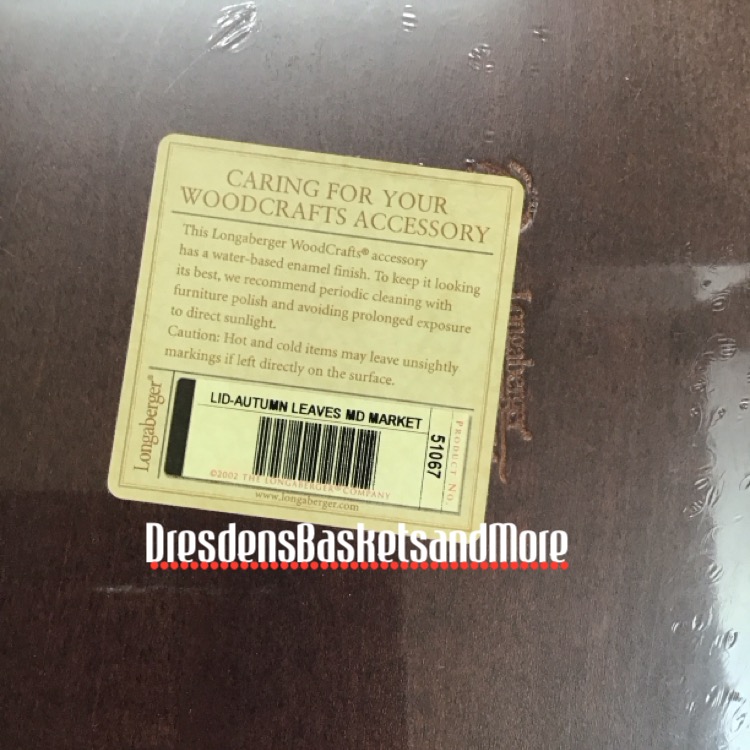 CARING FOR YOUR
WOODCRAFTS ACCESSORY
This Longaberger WoodCrafts® accessory
has a water-based enamel finish. To keep it looking
its best, we recommend periodic cleaning with
furniture polish and avoiding prolonged exposure
to direct sunlight.
Caution: Hot and cold items may leave unsightly
markings if left directly on the surface.
Longaberger®
LID-AUTUMN LEAVES MD MARKET
51067
PRODUCT No.
©2002 THE LONGABERGER® COMPANY
www.longaberger.com
Longaberger
DresdensBasketsandMore